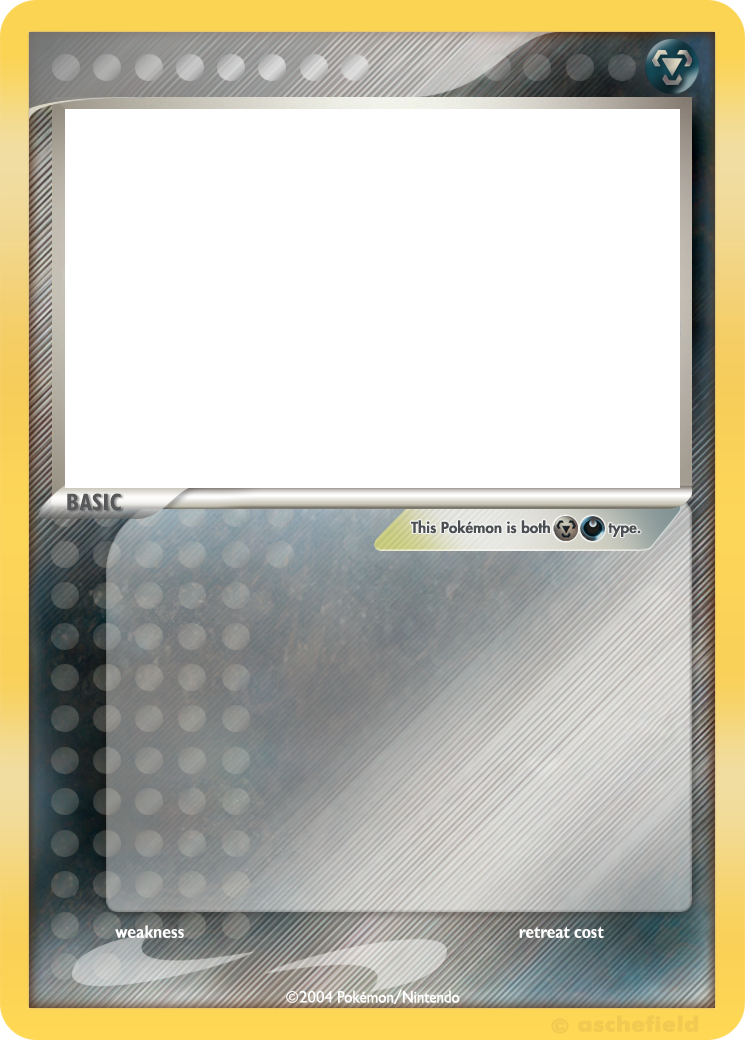 BASIC
This Pokémon is both type.
weakness retreat cost
©2004 Pokémon/Nintendo
© aschefield